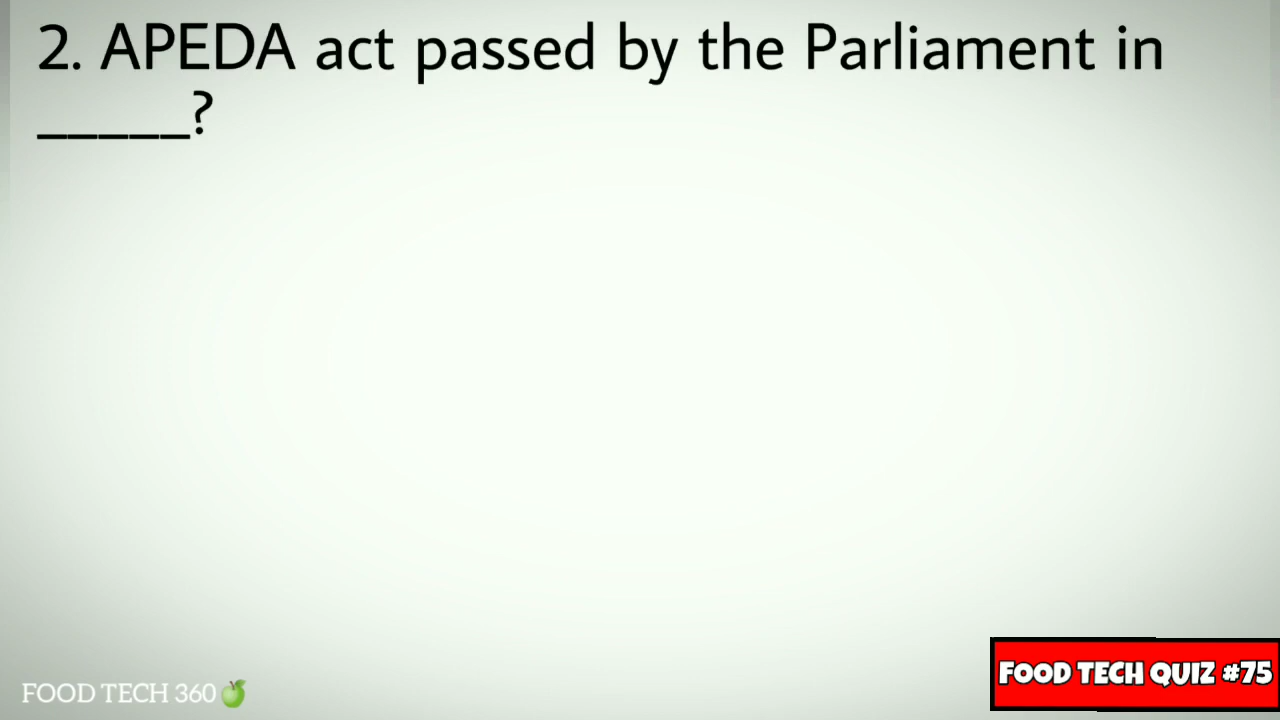 2. APEDA act passed by the Parliament in
_____?
FOOD TECH 360
FOOD TECH QUIZ #75